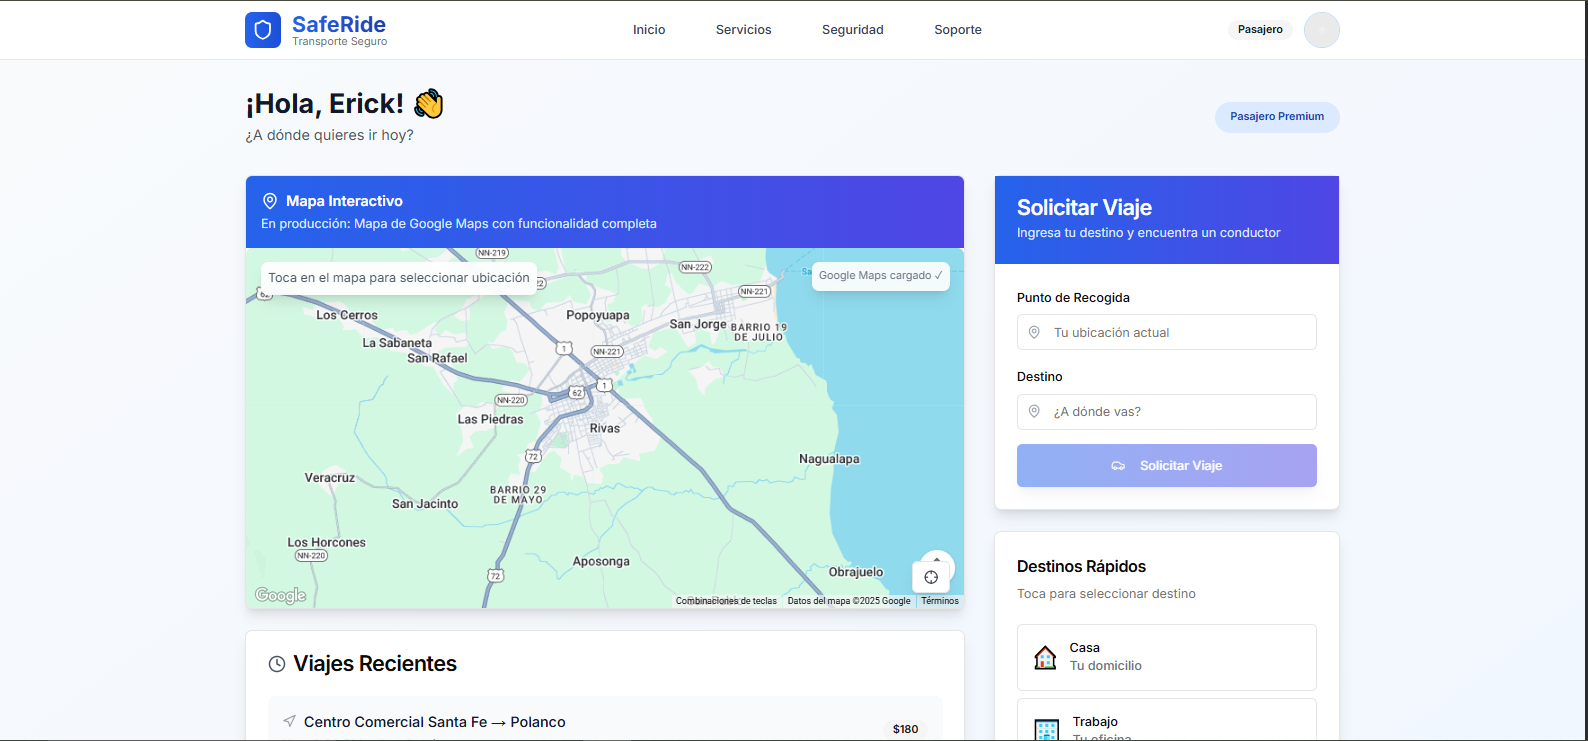 SafeRide
Transporte Seguro
Inicio
Servicios
Seguridad
Soporte
Pasajero
¡Hola, Erick! 👋
¿A dónde quieres ir hoy?
Pasajero Premium
Mapa Interactivo
En producción: Mapa de Google Maps con funcionalidad completa
Toca en el mapa para seleccionar ubicación
Google Maps cargado ✓
NN-219
NN-222
62
NN-221
Los Cerros
Popoyuapa
San Jorge
BARRIO 19
DE JULIO
La Sabaneta
San Rafael
1
NN-221
1
62
NN-220
Las Piedras
Rivas
72
Nagualapa
Veracruz
BARRIO 29
DE MAYO
San Jacinto
Los Horcones
NN-220
Aposonga
72
Obrajuelo
Google
Combinaciones de teclas
Datos del mapa ©2025 Google
Términos
Solicitar Viaje
Ingresa tu destino y encuentra un conductor
Punto de Recogida
Tu ubicación actual
Destino
¿A dónde vas?
Solicitar Viaje
Destinos Rápidos
Toca para seleccionar destino
Casa
Tu domicilio
Trabajo
Tu oficina
Viajes Recientes
Centro Comercial Santa Fe → Polanco
$180